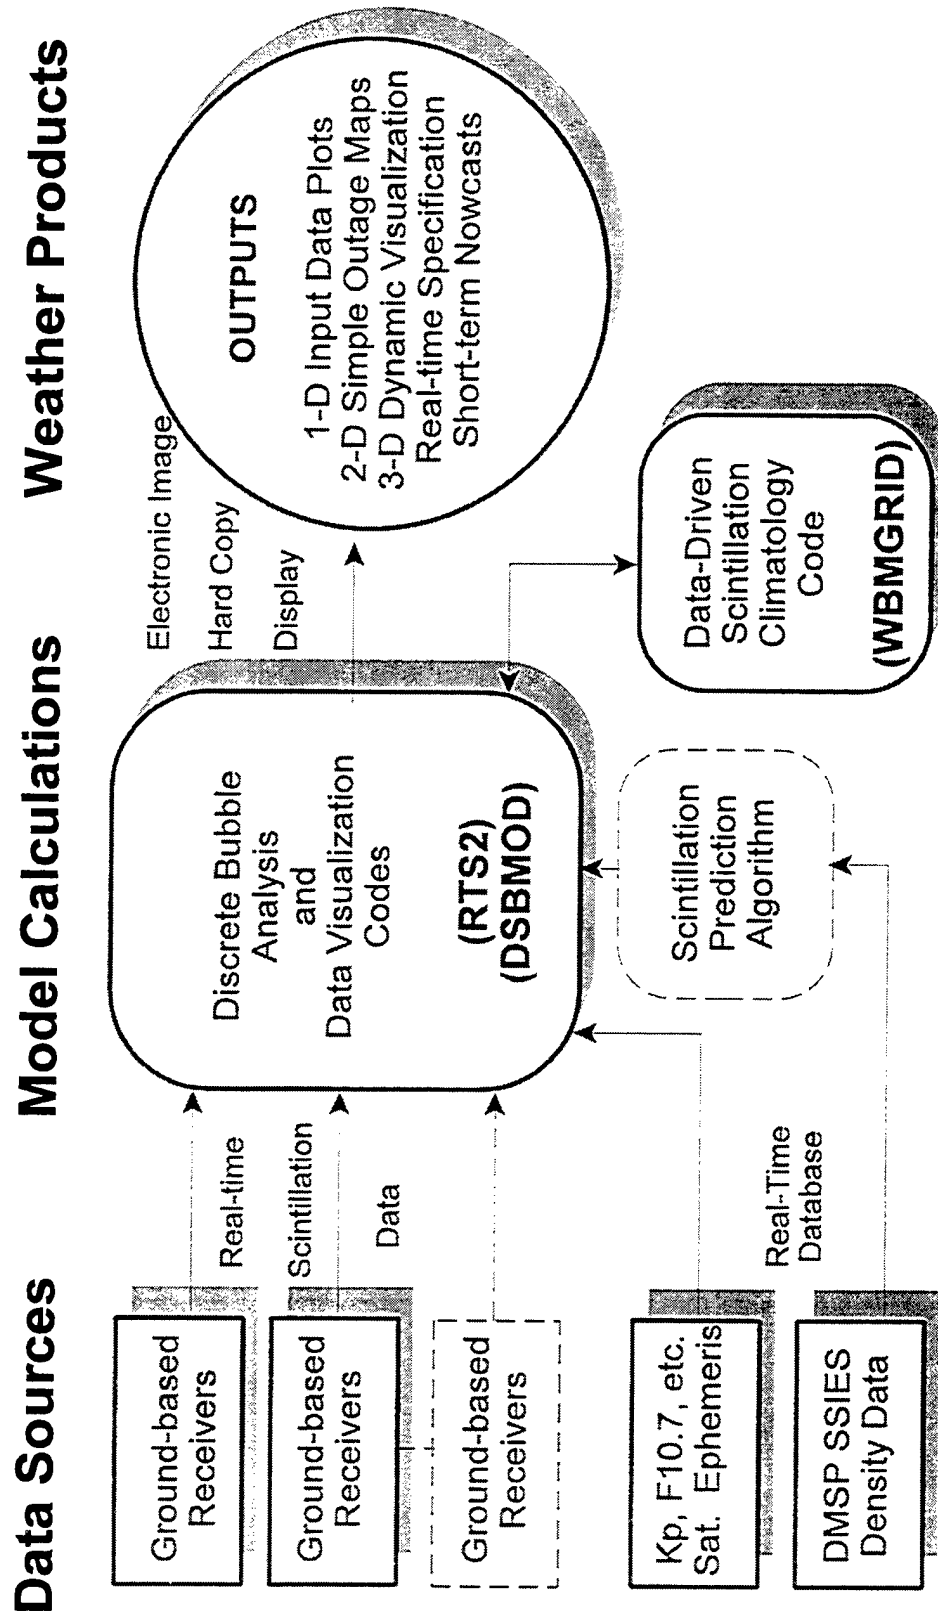 Data Sources
Model Calculations
Weather Products
Ground-based
Receivers
Ground-based
Receivers
Ground-based
Receivers
Kp, F10.7, etc.
Sat. Ephemeris
DMSP SSIES
Density Data
Real-time
Scintillation
Data
Real-Time
Database
Discrete Bubble
Analysis
and
Data Visualization
Codes
(RTS2)
(DSBMOD)
Scintillation
Prediction
Algorithm
Electronic Image
Hard Copy
Display
OUTPUTS
1-D Input Data Plots
2-D Simple Outage Maps
3-D Dynamic Visualization
Real-time Specification
Short-term Nowcasts
Data-Driven
Scintillation
Climatology
Code
(WBMGRID)